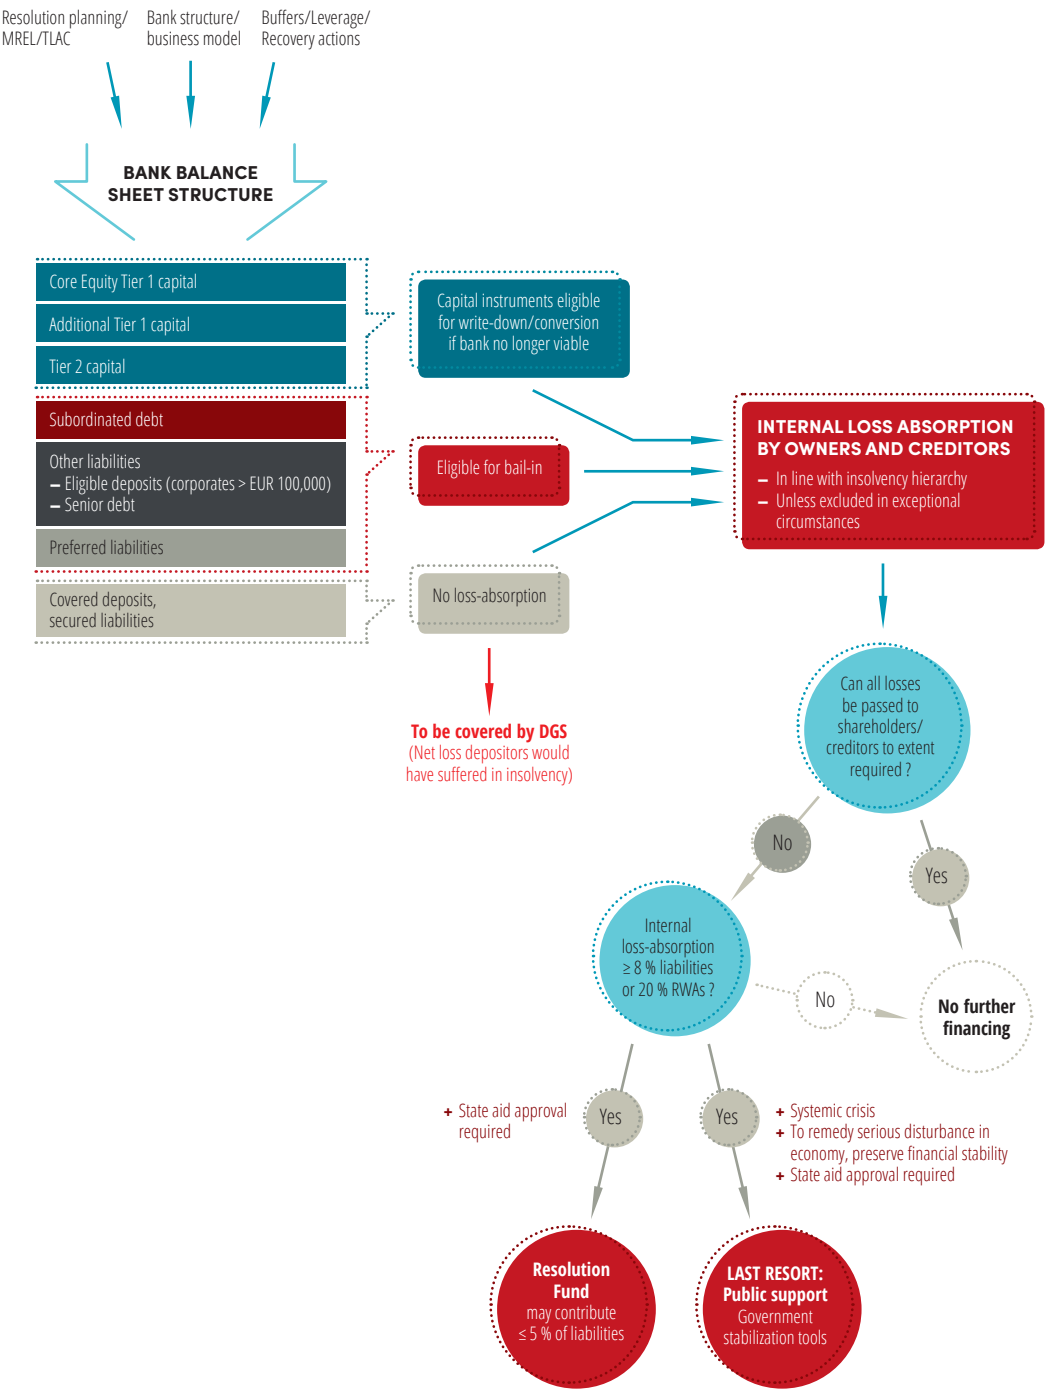 Resolution planning/
MREL/TLAC
Bank structure/
business model
Buffers/Leverage/
Recovery actions
BANK BALANCE
SHEET STRUCTURE
Core Equity Tier 1 capital
Additional Tier 1 capital
Tier 2 capital
Subordinated debt
Other liabilities
– Eligible deposits (corporates > EUR 100,000)
– Senior debt
Preferred liabilities
Covered deposits,
secured liabilities
Capital instruments eligible
for write-down/conversion
if bank no longer viable
Eligible for bail-in
No loss-absorption
To be covered by DGS
(Net loss depositors would
have suffered in insolvency)
INTERNAL LOSS ABSORPTION
BY OWNERS AND CREDITORS
– In line with insolvency hierarchy
– Unless excluded in exceptional
circumstances
Can all losses
be passed to
shareholders/
creditors to extent
required ?
No
Yes
Internal
loss-absorption
≥ 8 % liabilities
or 20 % RWAs ?
No
No further
financing
+ State aid approval
required
Yes
Yes
+ Systemic crisis
+ To remedy serious disturbance in
economy, preserve financial stability
+ State aid approval required
Resolution
Fund
may contribute
≤ 5 % of liabilities
LAST RESORT:
Public support
Government
stabilization tools